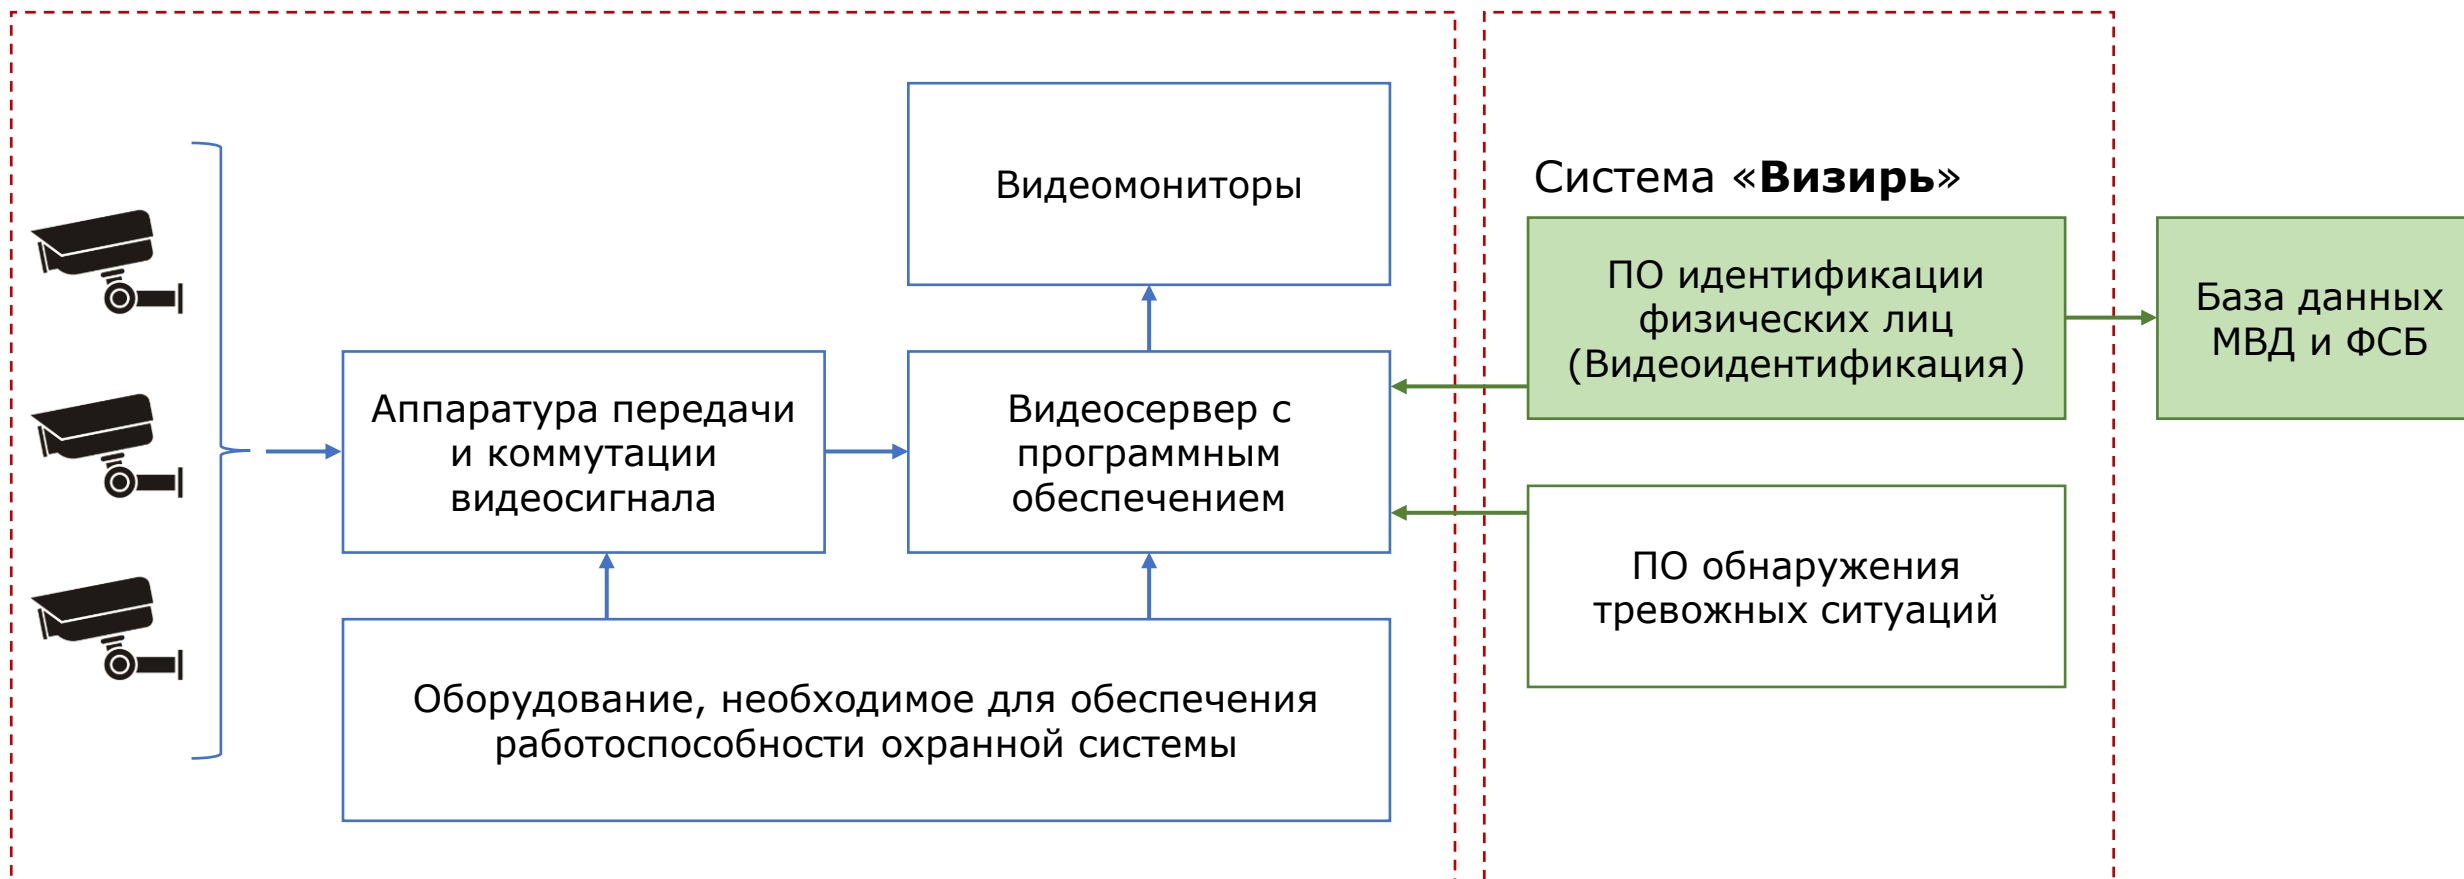 Видеомониторы
Система «Визирь»
ПО идентификации
физических лиц
(Видеоидентификация)
База данных
МВД и ФСБ
Аппаратура передачи
и коммутации
видеосигнала
Видеосервер с
программным
обеспечением
ПО обнаружения
тревожных ситуаций
Оборудование, необходимое для обеспечения
работоспособности охранной системы